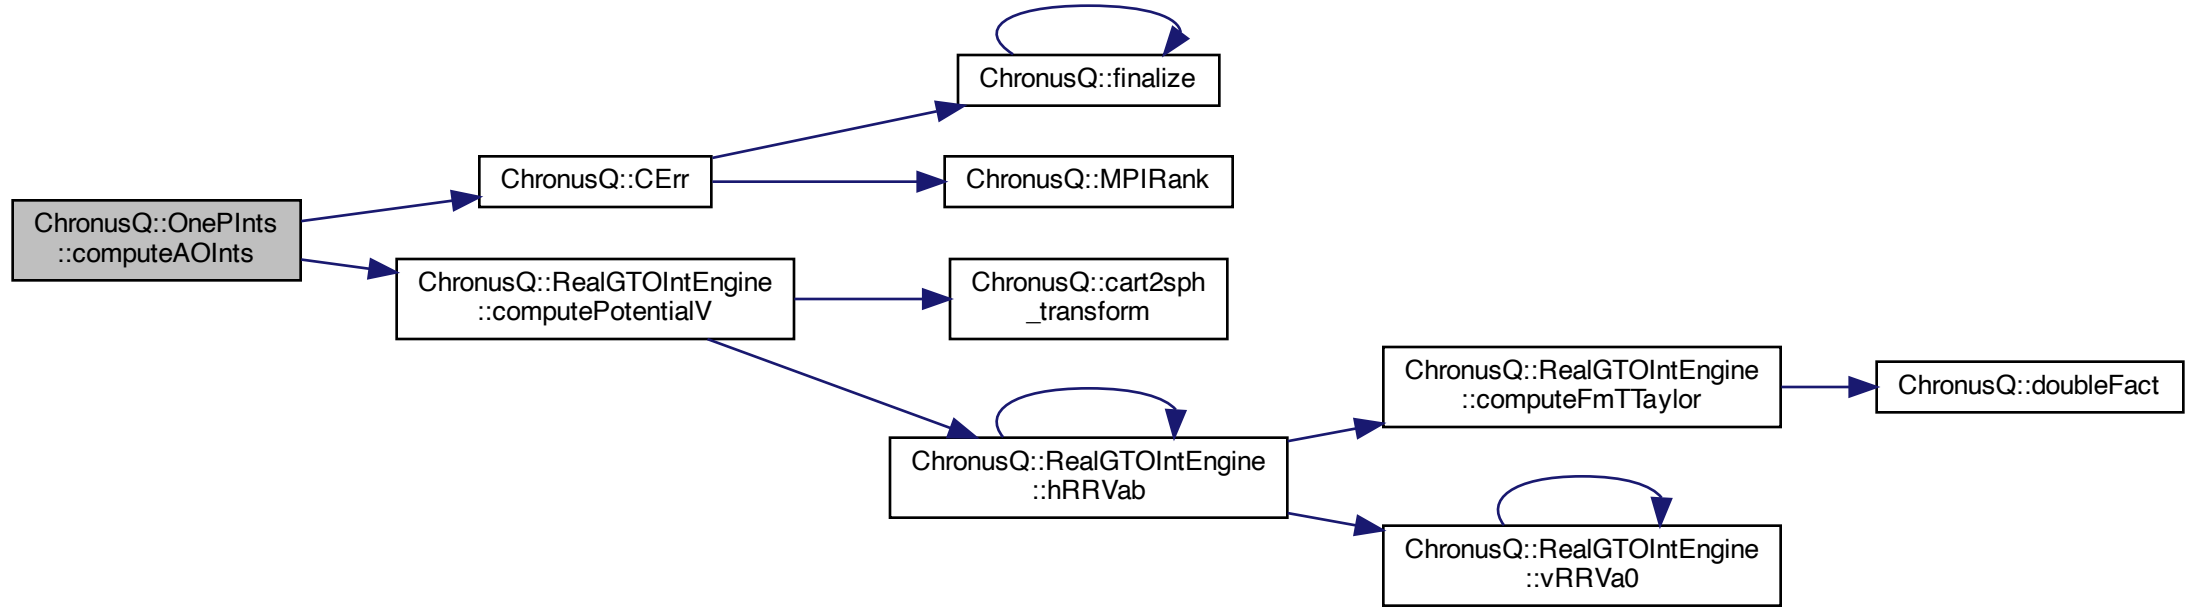 ChronusQ::finalize
ChronusQ::CErr
ChronusQ::MPIRank
ChronusQ::OnePInts
::computeAOInts
ChronusQ::RealGTOIntEngine
::computePotentialV
ChronusQ::cart2sph
_transform
ChronusQ::RealGTOIntEngine
::computeFmTTaylor
ChronusQ::doubleFact
ChronusQ::RealGTOIntEngine
::hRRVab
ChronusQ::RealGTOIntEngine
::vRRVa0